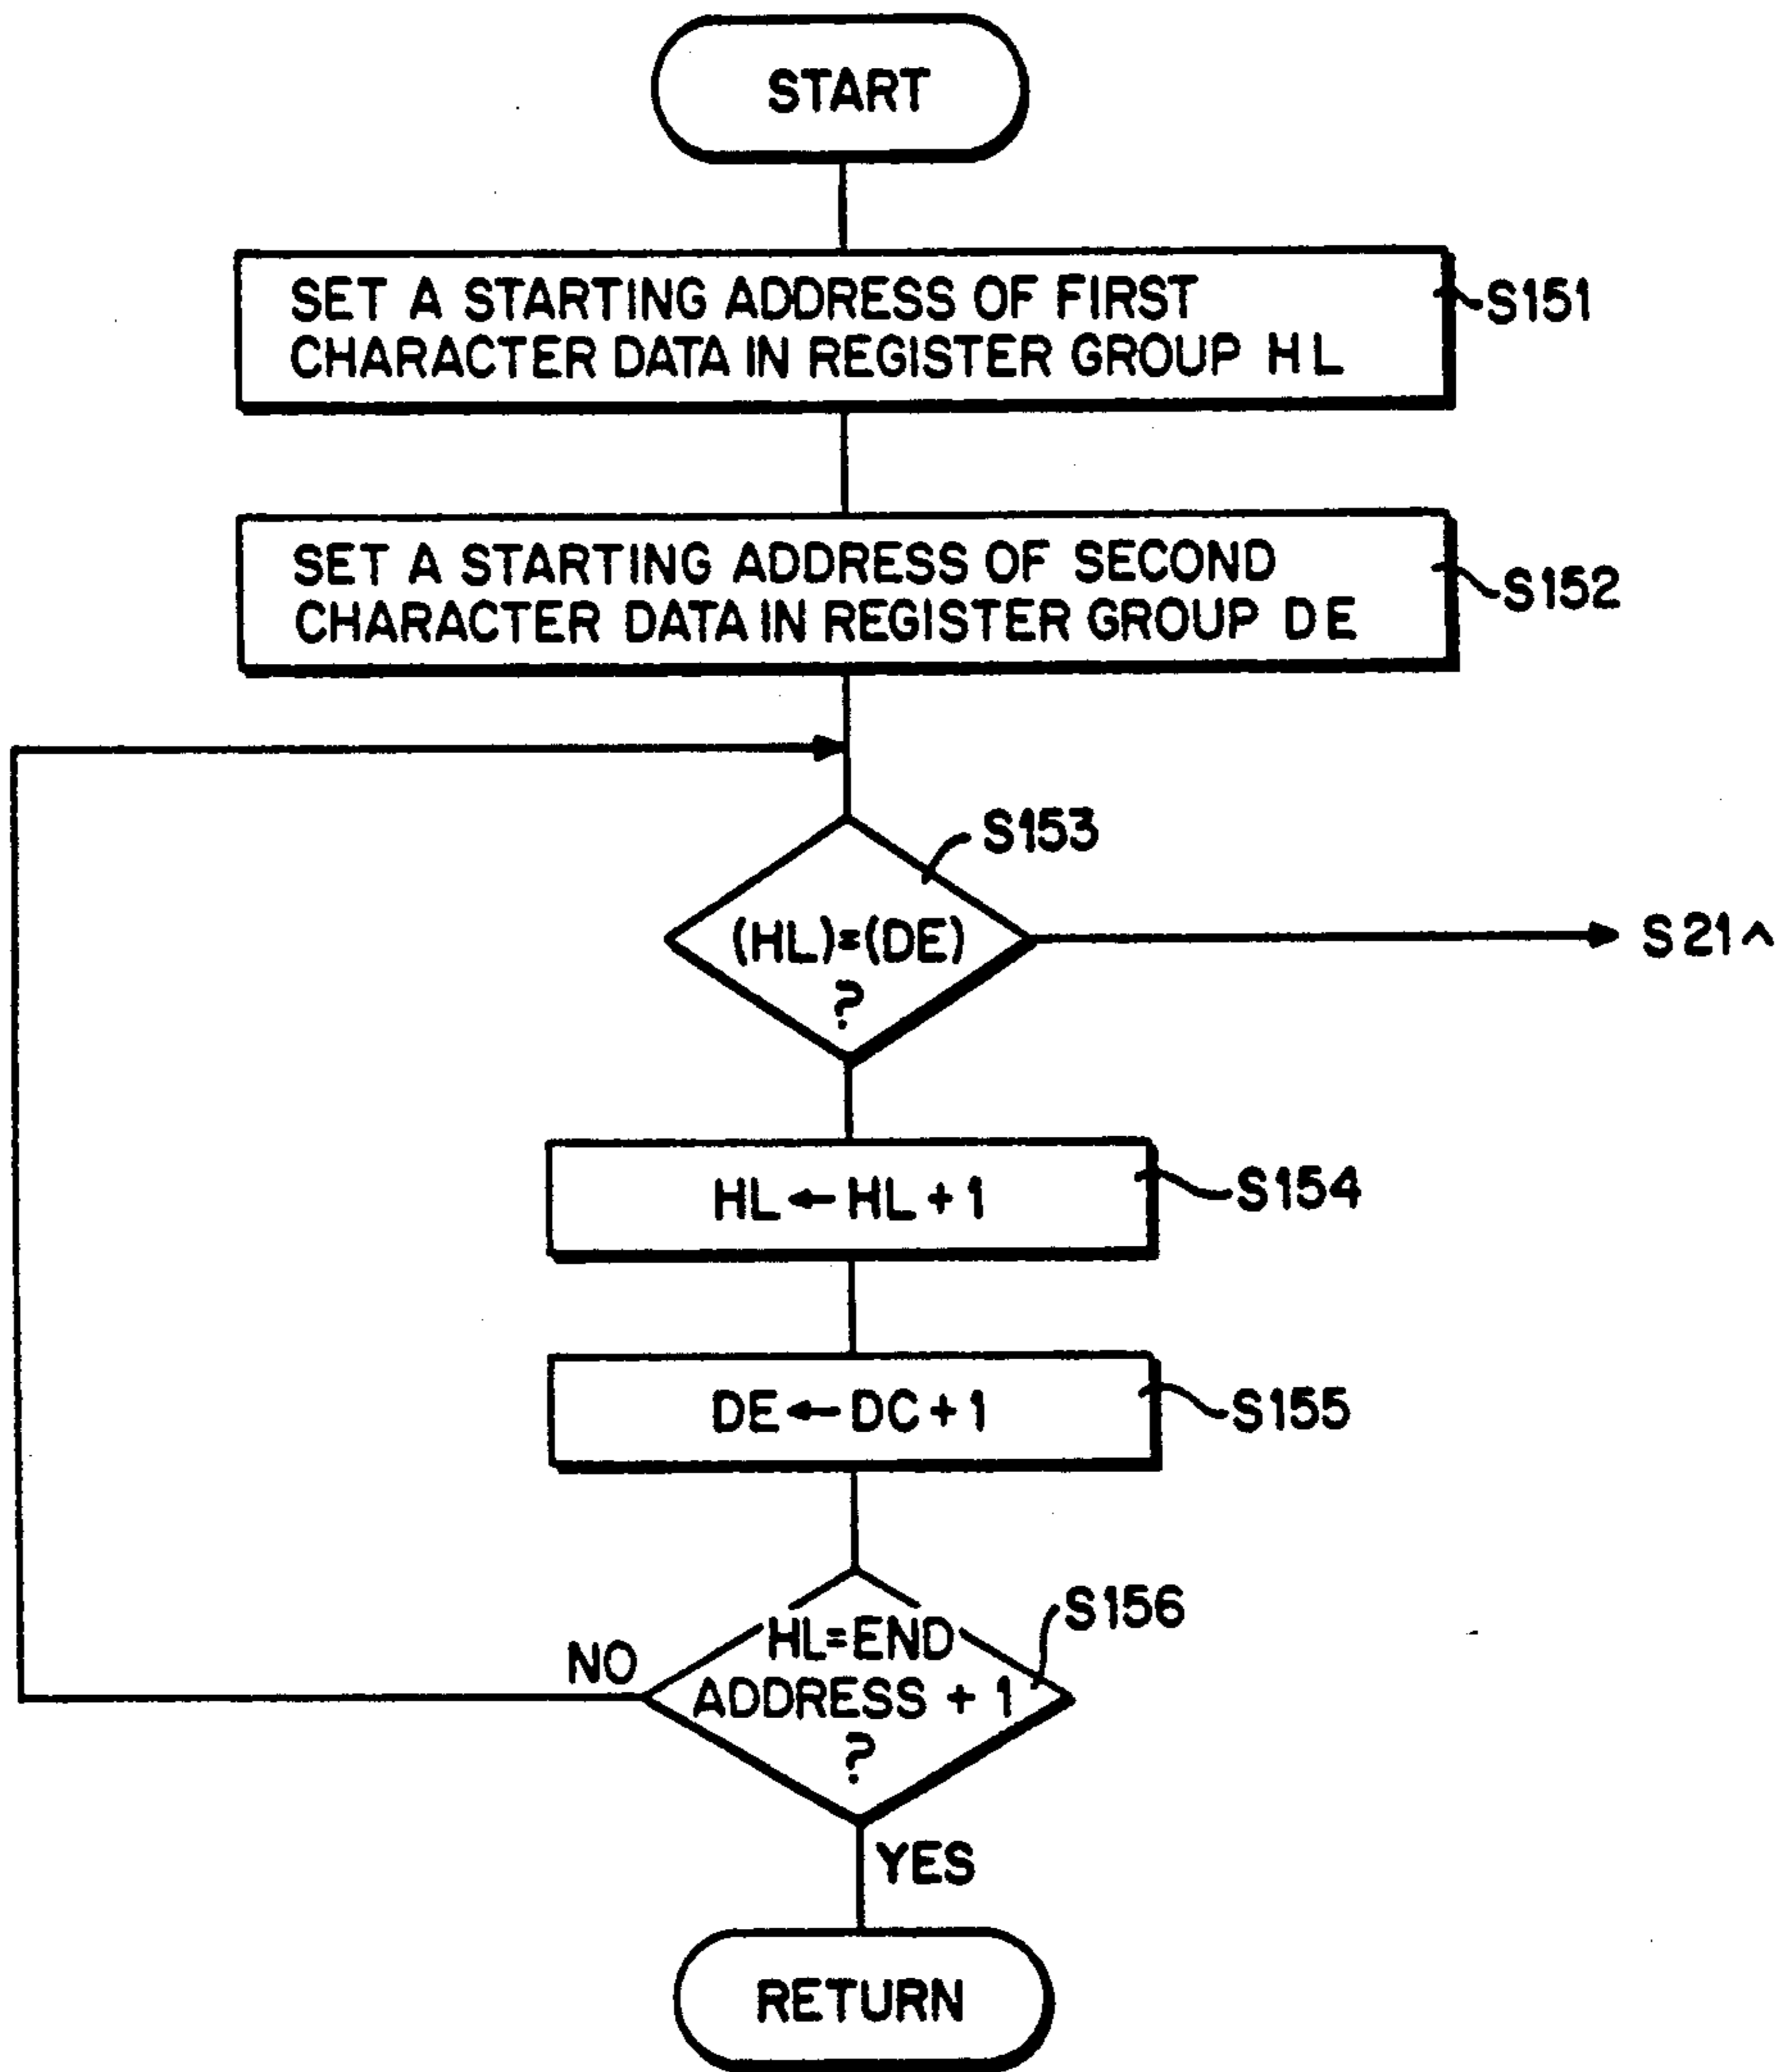 START
SET A STARTING ADDRESS OF FIRST
CHARACTER DATA IN REGISTER GROUP HL
S151
SET A STARTING ADDRESS OF SECOND
CHARACTER DATA IN REGISTER GROUP DE
S152
S153
(HL)=(DE)
?
S21^
HL←HL+1
S154
DE←DC+1
S155
S156
HL=END
ADDRESS + 1
?
NO
YES
RETURN